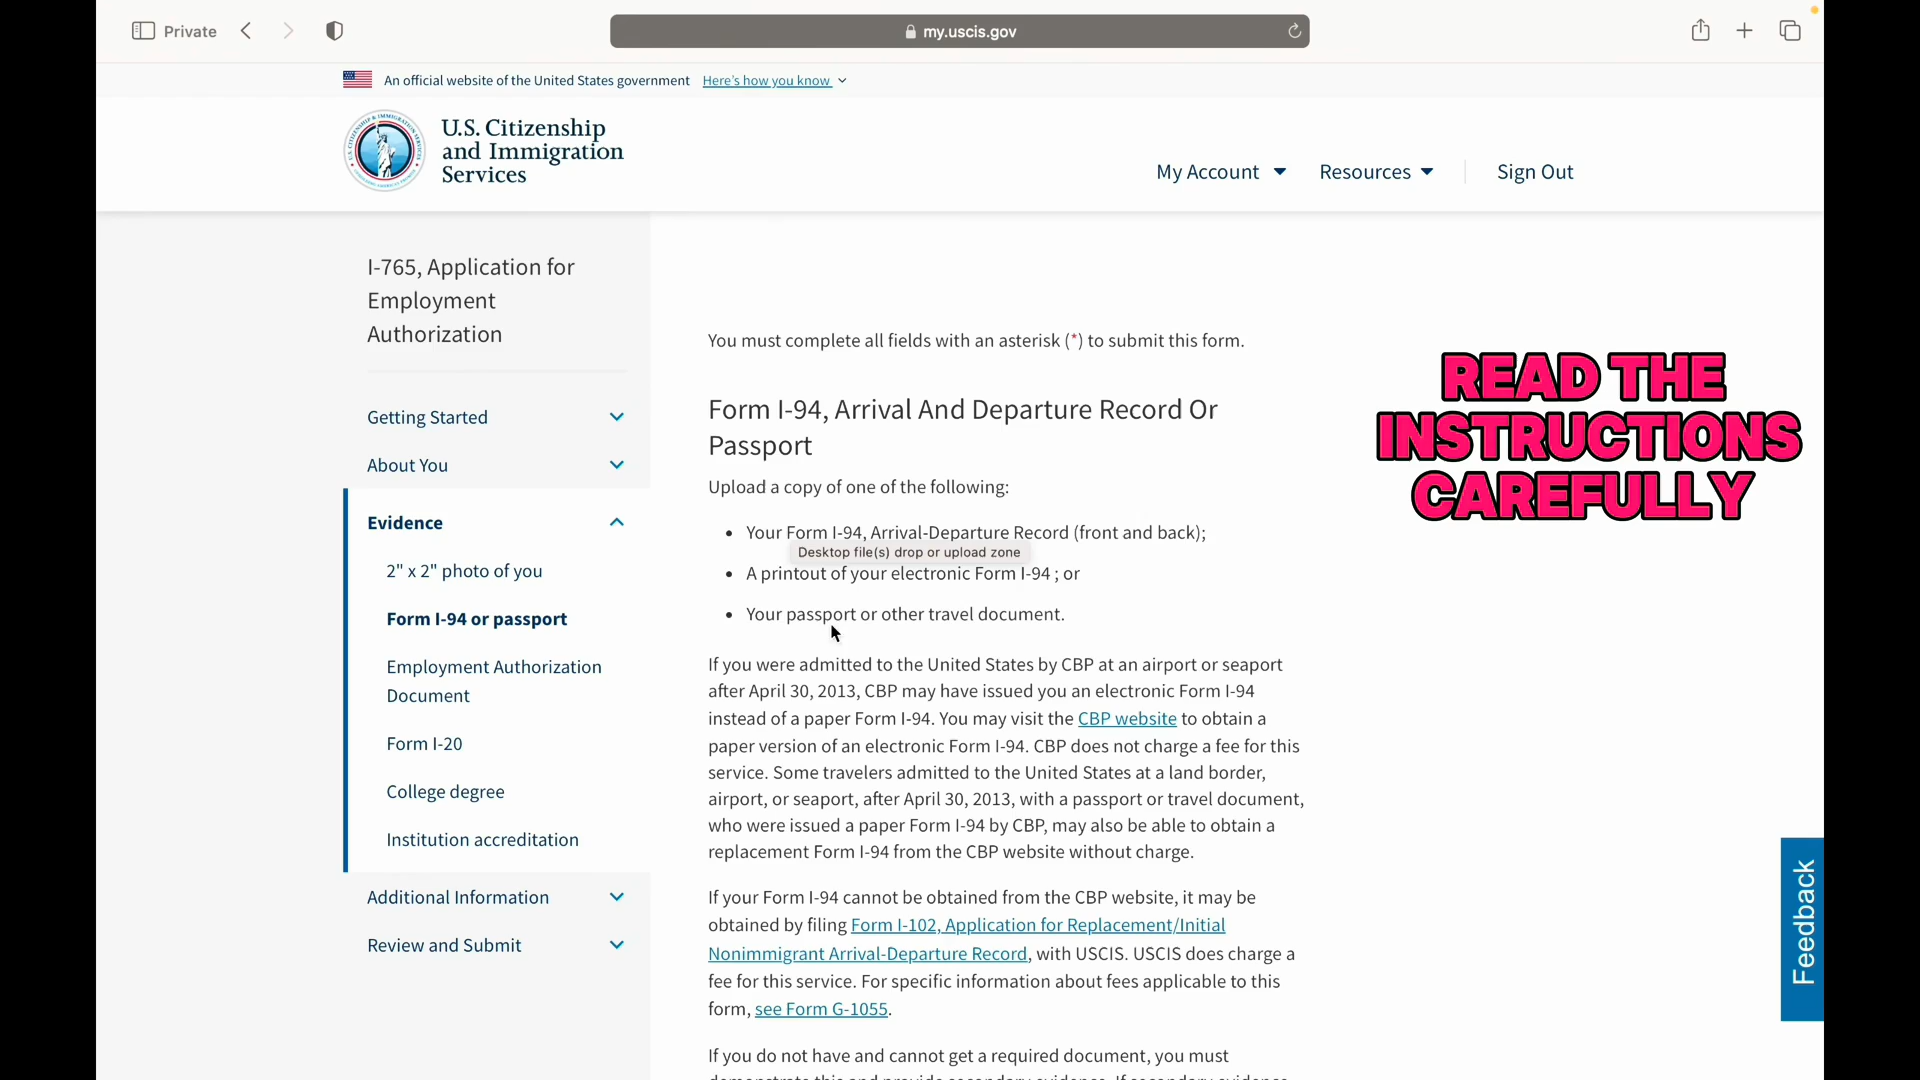 Private
my.uscis.gov
An official website of the United States government Here's how you know
U.S. Citizenship
and Immigration
Services
My Account
Resources
Sign Out
I-765, Application for
Employment
Authorization
Getting Started
About You
Evidence
2" x 2" photo of you
Form I-94 or passport
Employment Authorization
Document
Form I-20
College degree
Institution accreditation
Additional Information
Review and Submit
You must complete all fields with an asterisk (*) to submit this form.
Form I-94, Arrival And Departure Record Or
Passport
Upload a copy of one of the following:
• Your Form I-94, Arrival-Departure Record (front and back);
Desktop file(s) drop or upload zone
• A printout of your electronic Form I-94 ; or
• Your passport or other travel document.
If you were admitted to the United States by CBP at an airport or seaport
after April 30, 2013, CBP may have issued you an electronic Form I-94
instead of a paper Form I-94. You may visit the CBP website to obtain a
paper version of an electronic Form I-94. CBP does not charge a fee for this
service. Some travelers admitted to the United States at a land border,
airport, or seaport, after April 30, 2013, with a passport or travel document,
who were issued a paper Form I-94 by CBP, may also be able to obtain a
replacement Form I-94 from the CBP website without charge.
If your Form I-94 cannot be obtained from the CBP website, it may be
obtained by filing Form I-102, Application for Replacement/Initial
Nonimmigrant Arrival-Departure Record, with USCIS. USCIS does charge a
fee for this service. For specific information about fees applicable to this
form, see Form G-1055.
If you do not have and cannot get a required document, you must
READ THE
INSTRUCTIONS
CAREFULLY
Feedback